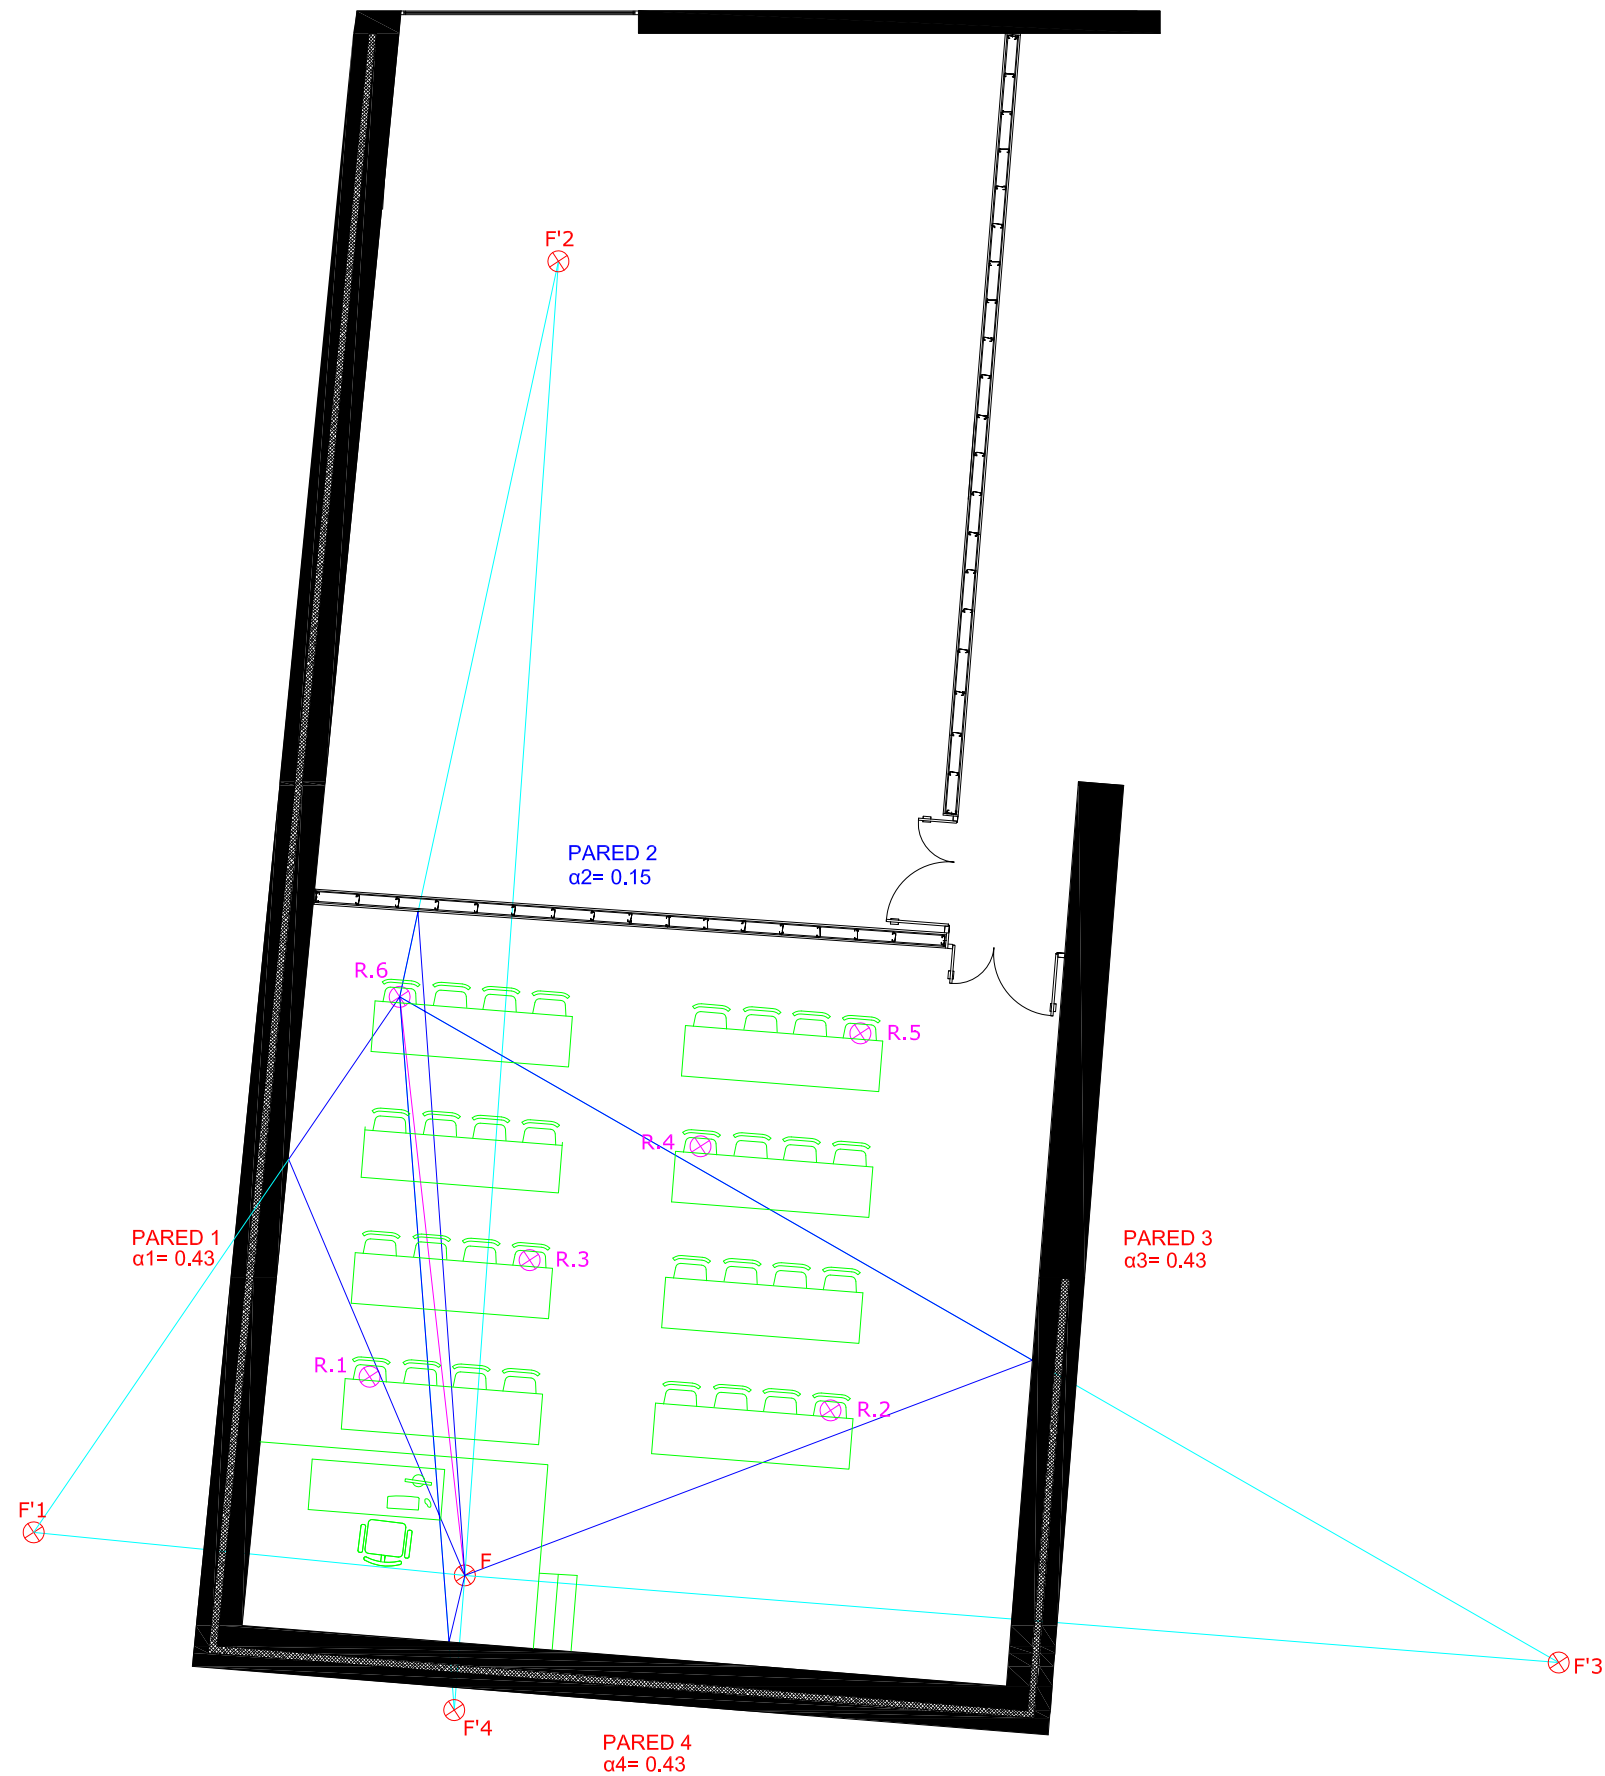 F'2
PARED 2
α2= 0.15
R.6
R.5
R.4
PARED 1
α1= 0.43
PARED 3
α3= 0.43
R.3
R.1
R.2
F'1
F
F'3
F'4
PARED 4
α4= 0.43